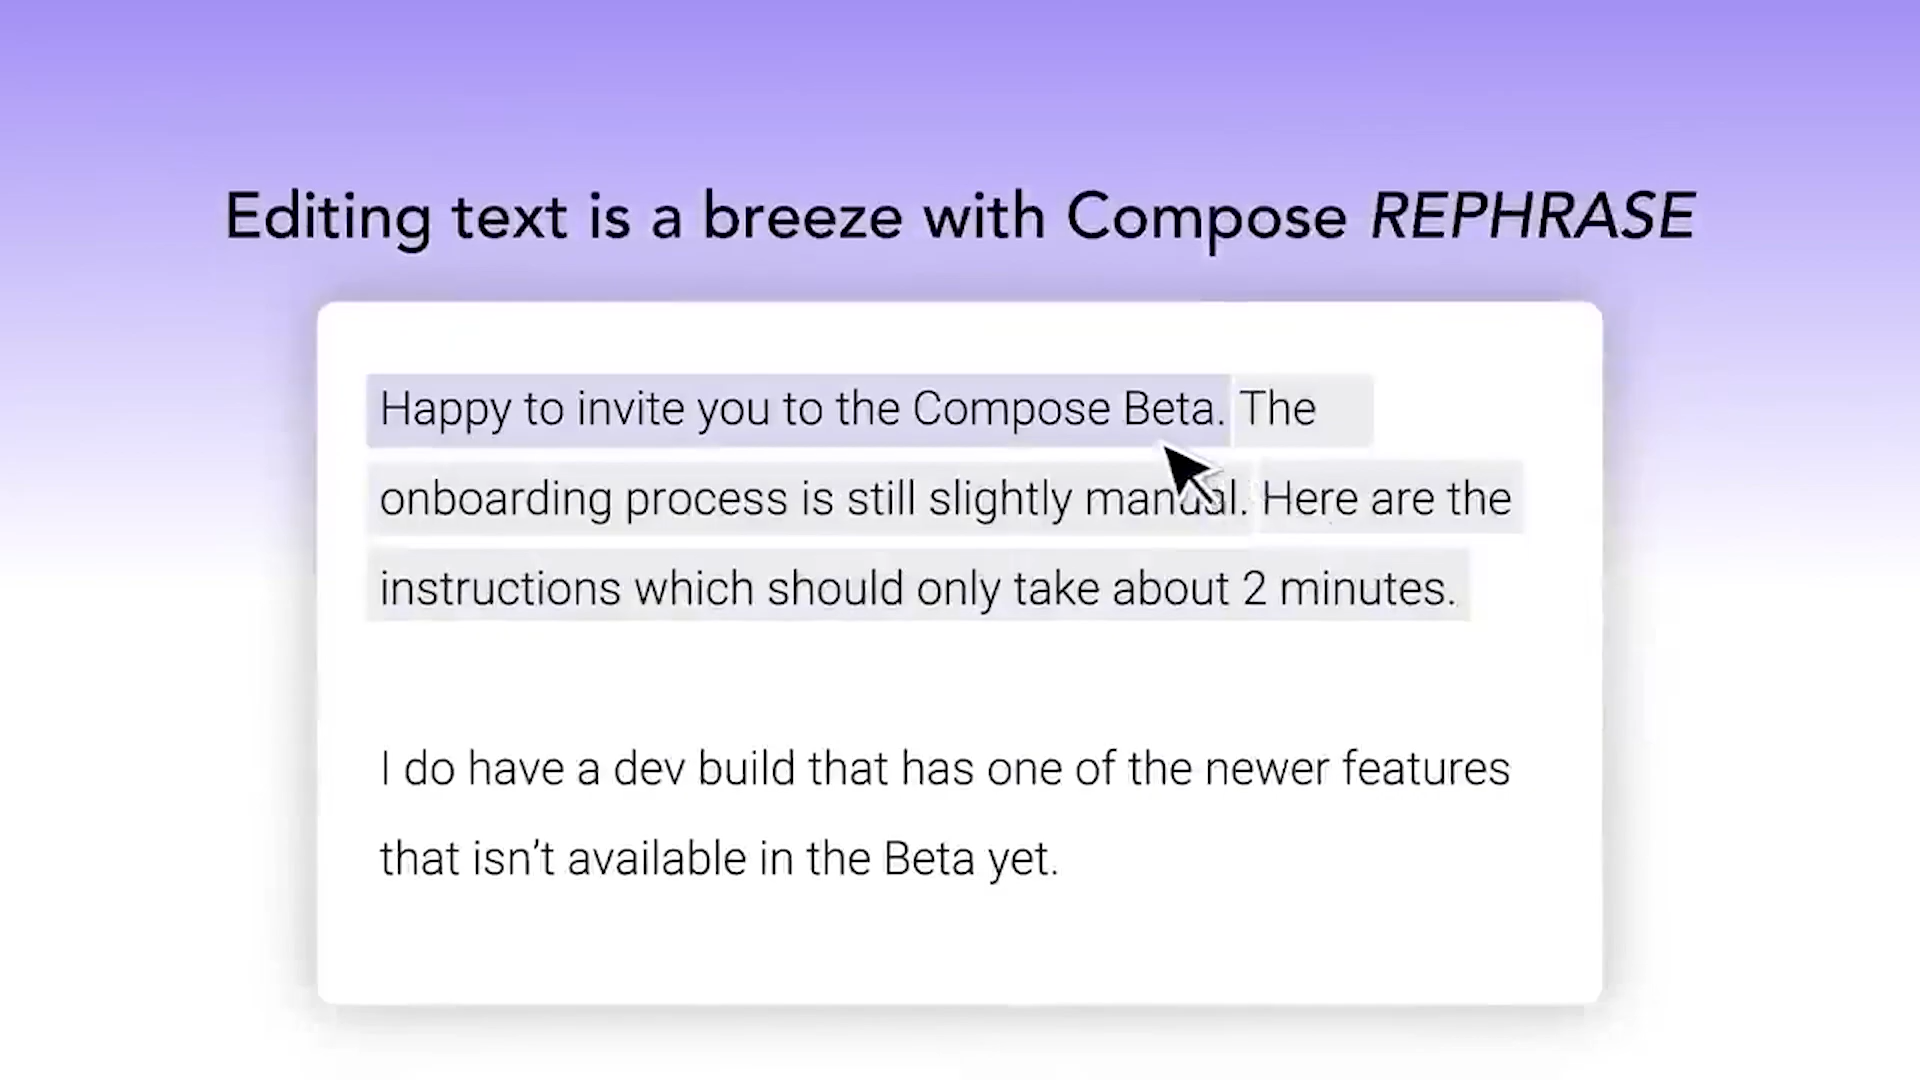 Editing text is a breeze with Compose REPHRASE
Happy to invite you to the Compose Beta. The
onboarding process is still slightly manual. Here are the
instructions which should only take about 2 minutes.
I do have a dev build that has one of the newer features
that isn’t available in the Beta yet.